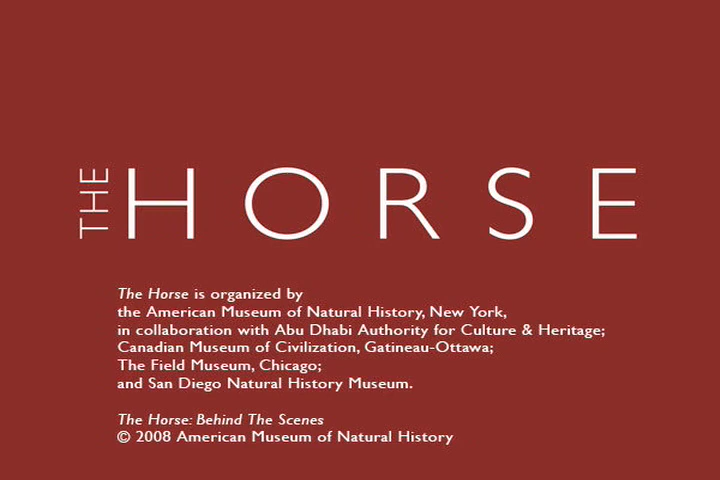 THE HORSE
The Horse is organized by
the American Museum of Natural History, New York,
in collaboration with Abu Dhabi Authority for Culture & Heritage;
Canadian Museum of Civilization, Gatineau-Ottawa;
The Field Museum, Chicago;
and San Diego Natural History Museum.
The Horse: Behind The Scenes
© 2008 American Museum of Natural History